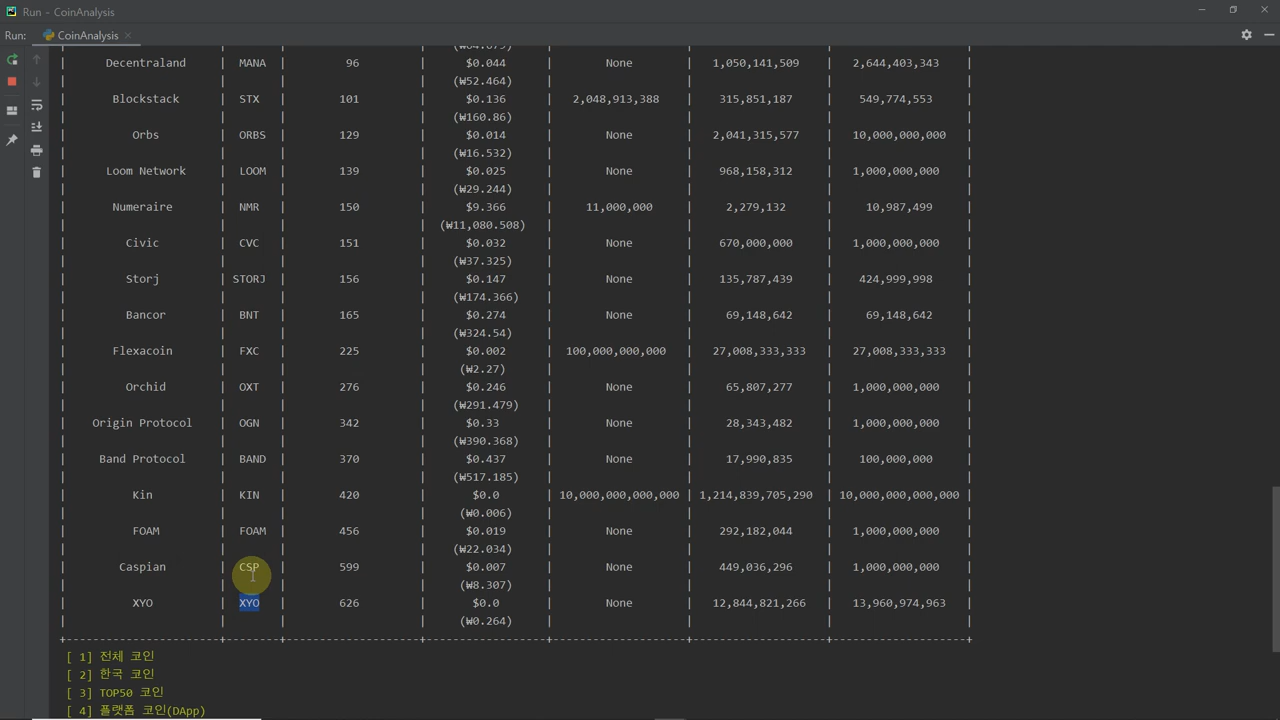 Run - CoinAnalysis
Run: CoinAnalysis
| Decentraland | MANA | 96 | $0.044 | None | 1,050,141,509 | 2,644,403,343 |
| | | | (₩52.464) | | | |
| Blockstack | STX | 101 | $0.136 | 2,048,913,388 | 315,851,187 | 549,774,553 |
| | | | (₩160.86) | | | |
| Orbs | ORBS | 129 | $0.014 | None | 2,041,315,577 | 10,000,000,000 |
| | | | (₩16.532) | | | |
| Loom Network | LOOM | 139 | $0.025 | None | 968,158,312 | 1,000,000,000 |
| | | | (₩29.244) | | | |
| Numeraire | NMR | 150 | $9.366 | 11,000,000 | 2,279,132 | 10,987,499 |
| | | | (₩11,080.508) | | | |
| Civic | CVC | 151 | $0.032 | None | 670,000,000 | 1,000,000,000 |
| | | | (₩37.325) | | | |
| Storj | STORJ | 156 | $0.147 | None | 135,787,439 | 424,999,998 |
| | | | (₩174.366) | | | |
| Bancor | BNT | 165 | $0.274 | None | 69,148,642 | 69,148,642 |
| | | | (₩324.54) | | | |
| Flexacoin | FXC | 225 | $0.002 | 100,000,000,000 | 27,008,333,333 | 27,008,333,333 |
| | | | (₩2.27) | | | |
| Orchid | OXT | 276 | $0.246 | None | 65,807,277 | 1,000,000,000 |
| | | | (₩291.479) | | | |
| Origin Protocol | OGN | 342 | $0.33 | None | 28,343,482 | 1,000,000,000 |
| | | | (₩390.368) | | | |
| Band Protocol | BAND | 370 | $0.437 | None | 17,990,835 | 100,000,000 |
| | | | (₩517.185) | | | |
| Kin | KIN | 420 | $0.0 | 10,000,000,000,000 | 1,214,839,705,290 | 10,000,000,000,000 |
| | | | (₩0.006) | | | |
| FOAM | FOAM | 456 | $0.019 | None | 292,182,044 | 1,000,000,000 |
| | | | (₩22.034) | | | |
| Caspian | CSP | 599 | $0.007 | None | 449,036,296 | 1,000,000,000 |
| | | | (₩8.307) | | | |
| XYO | XYO | 626 | $0.0 | None | 12,844,821,266 | 13,960,974,963 |
| | | | (₩0.264) | | | |
[ 1] 전체 코인
[ 2] 한국 코인
[ 3] TOP50 코인
[ 4] 플랫폼 코인(DApp)